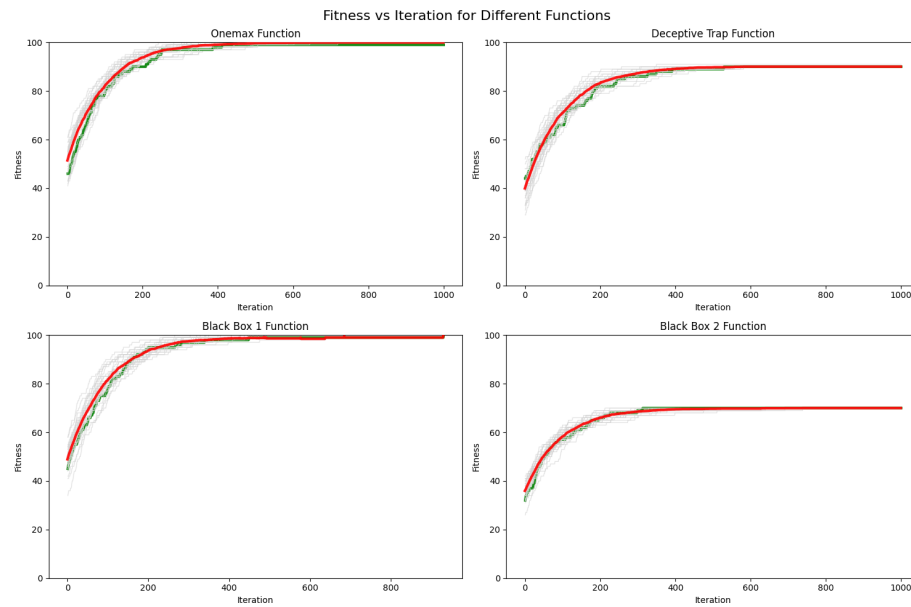 Fitness vs Iteration for Different Functions
Onemax Function
100
80
60
40
20
0
Fitness
0 200 400 600 800 1000
Iteration
Deceptive Trap Function
100
80
60
40
20
0
Fitness
0 200 400 600 800 1000
Iteration
Black Box 1 Function
100
80
60
40
20
0
Fitness
0 200 400 600 800
Iteration
Black Box 2 Function
100
80
60
40
20
0
Fitness
0 200 400 600 800 1000
Iteration